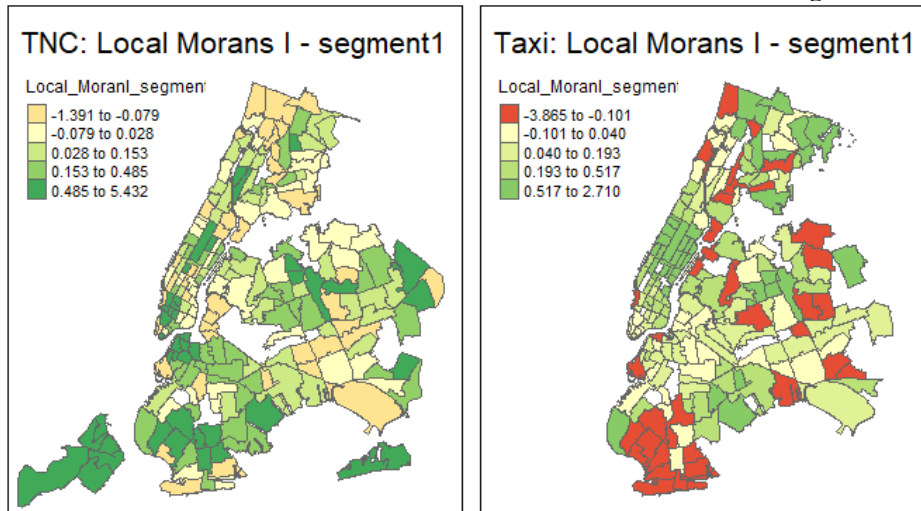 TNC: Local Morans I - segment1
Local_MoranI_segment
-1.391 to -0.079
-0.079 to 0.028
0.028 to 0.153
0.153 to 0.485
0.485 to 5.432
Taxi: Local Morans I - segment1
Local_MoranI_segment
-3.865 to -0.101
-0.101 to 0.040
0.040 to 0.193
0.193 to 0.517
0.517 to 2.710